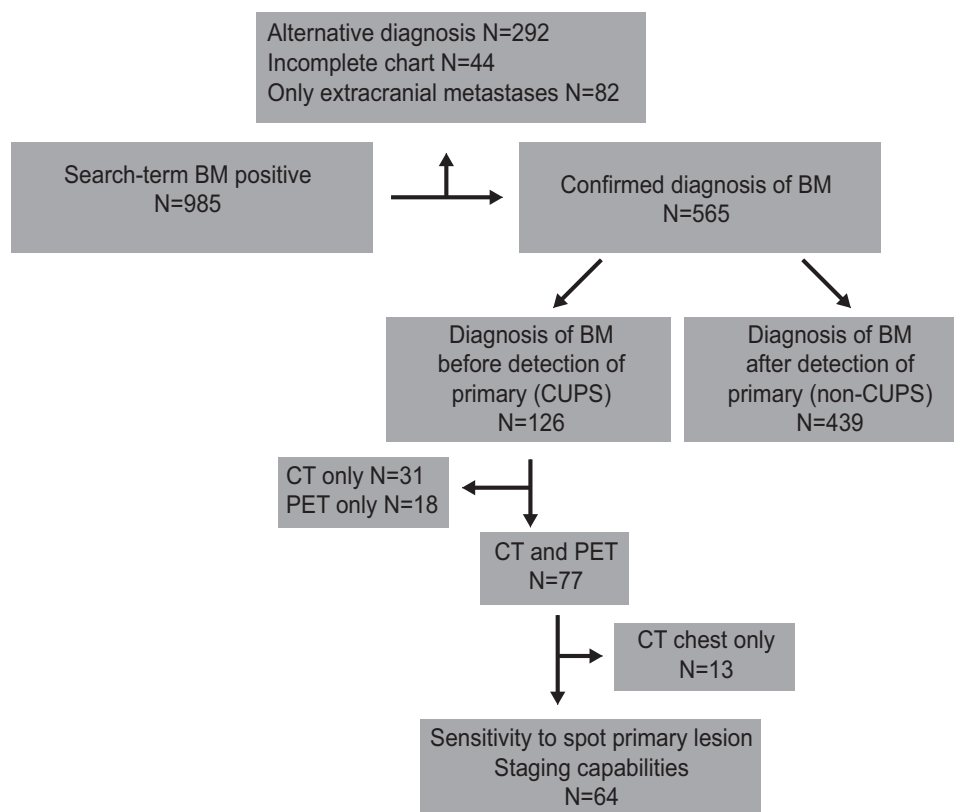 Alternative diagnosis N=292
Incomplete chart N=44
Only extracranial metastases N=82
Search-term BM positive
N=985
Confirmed diagnosis of BM
N=565
Diagnosis of BM
before detection of
primary (CUPS)
N=126
Diagnosis of BM
after detection of
primary (non-CUPS)
N=439
CT only N=31
PET only N=18
CT and PET
N=77
CT chest only
N=13
Sensitivity to spot primary lesion
Staging capabilities
N=64